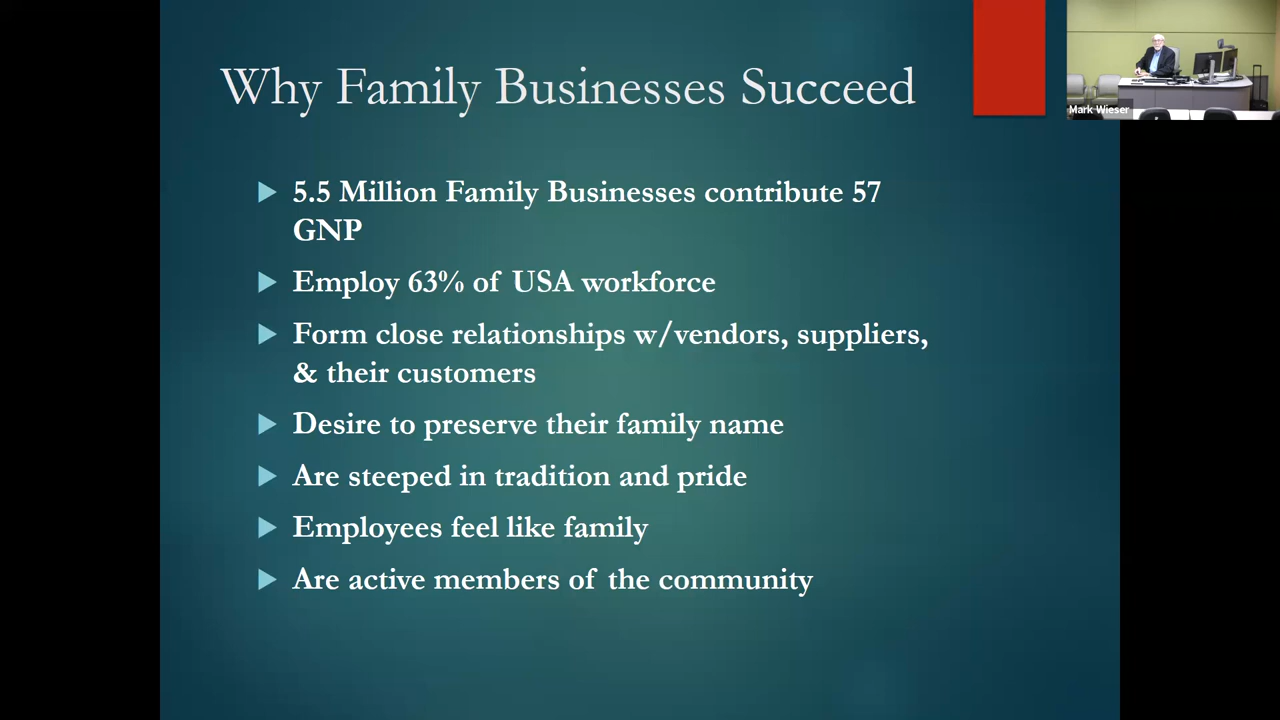 Why Family Businesses Succeed
5.5 Million Family Businesses contribute 57
GNP
Employ 63% of USA workforce
Form close relationships w/vendors, suppliers,
& their customers
Desire to preserve their family name
Are steeped in tradition and pride
Employees feel like family
Are active members of the community
Mark Wieser